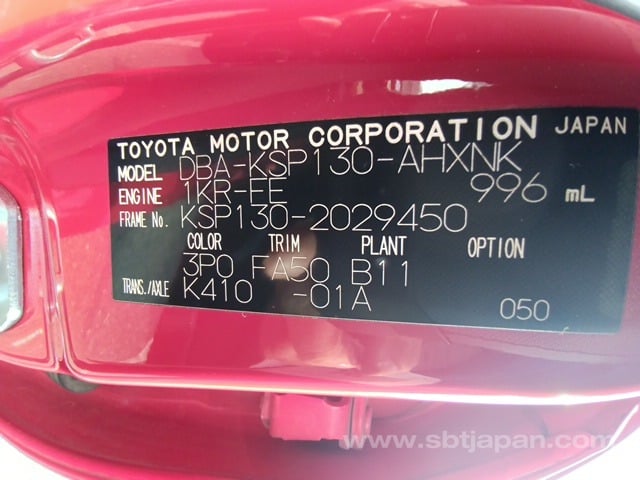 TOYOTA MOTOR CORPORATION JAPAN
MODEL DBA-KSP130-AHXNK
ENGINE 1KR-EE 996 mL
FRAME No. KSP130-2029450
COLOR TRIM PLANT OPTION
3P0 FA50 B11
TRANS./AXLE K410 -01A
050
www.sbtjapan.com